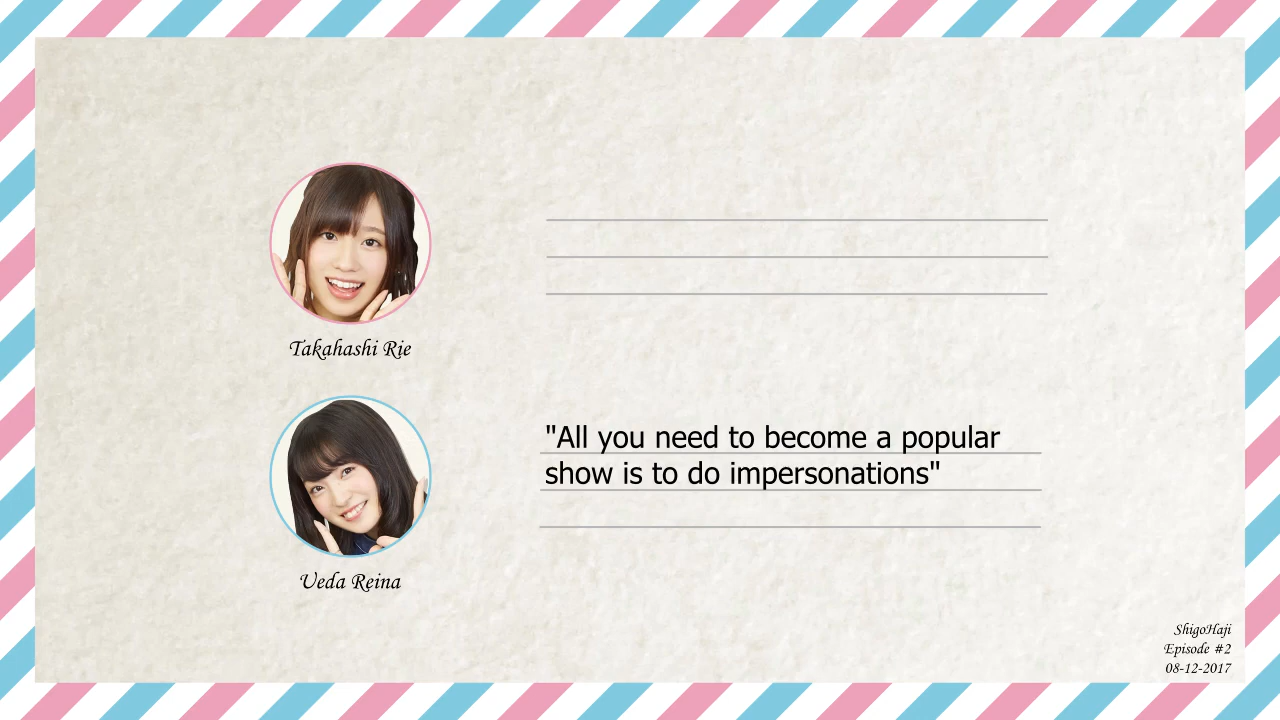 Takahashi Rie
"All you need to become a popular
show is to do impersonations"
Ueda Reina
ShigoHaji
Episode #2
08-12-2017